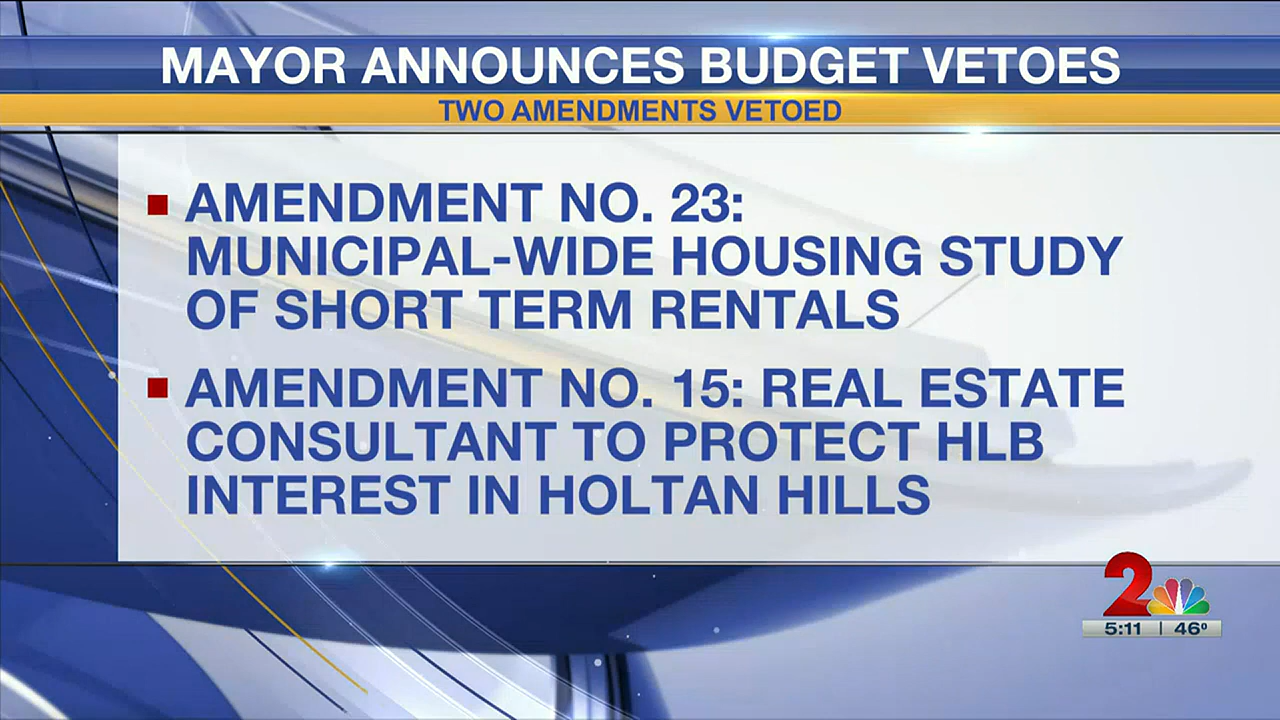 MAYOR ANNOUNCES BUDGET VETOES
TWO AMENDMENTS VETOED
AMENDMENT NO. 23:
MUNICIPAL-WIDE HOUSING STUDY
OF SHORT TERM RENTALS
AMENDMENT NO. 15: REAL ESTATE
CONSULTANT TO PROTECT HLB
INTEREST IN HOLTAN HILLS
2
5:11 | 46º